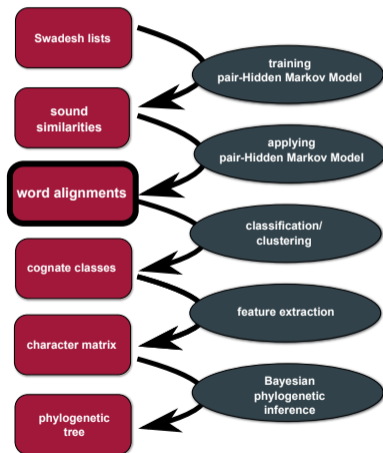 Swadesh lists
training
pair-Hidden Markov Model
sound
similarities
applying
pair-Hidden Markov Model
word alignments
classification/
clustering
cognate classes
feature extraction
character matrix
Bayesian
phylogenetic
inference
phylogenetic
tree